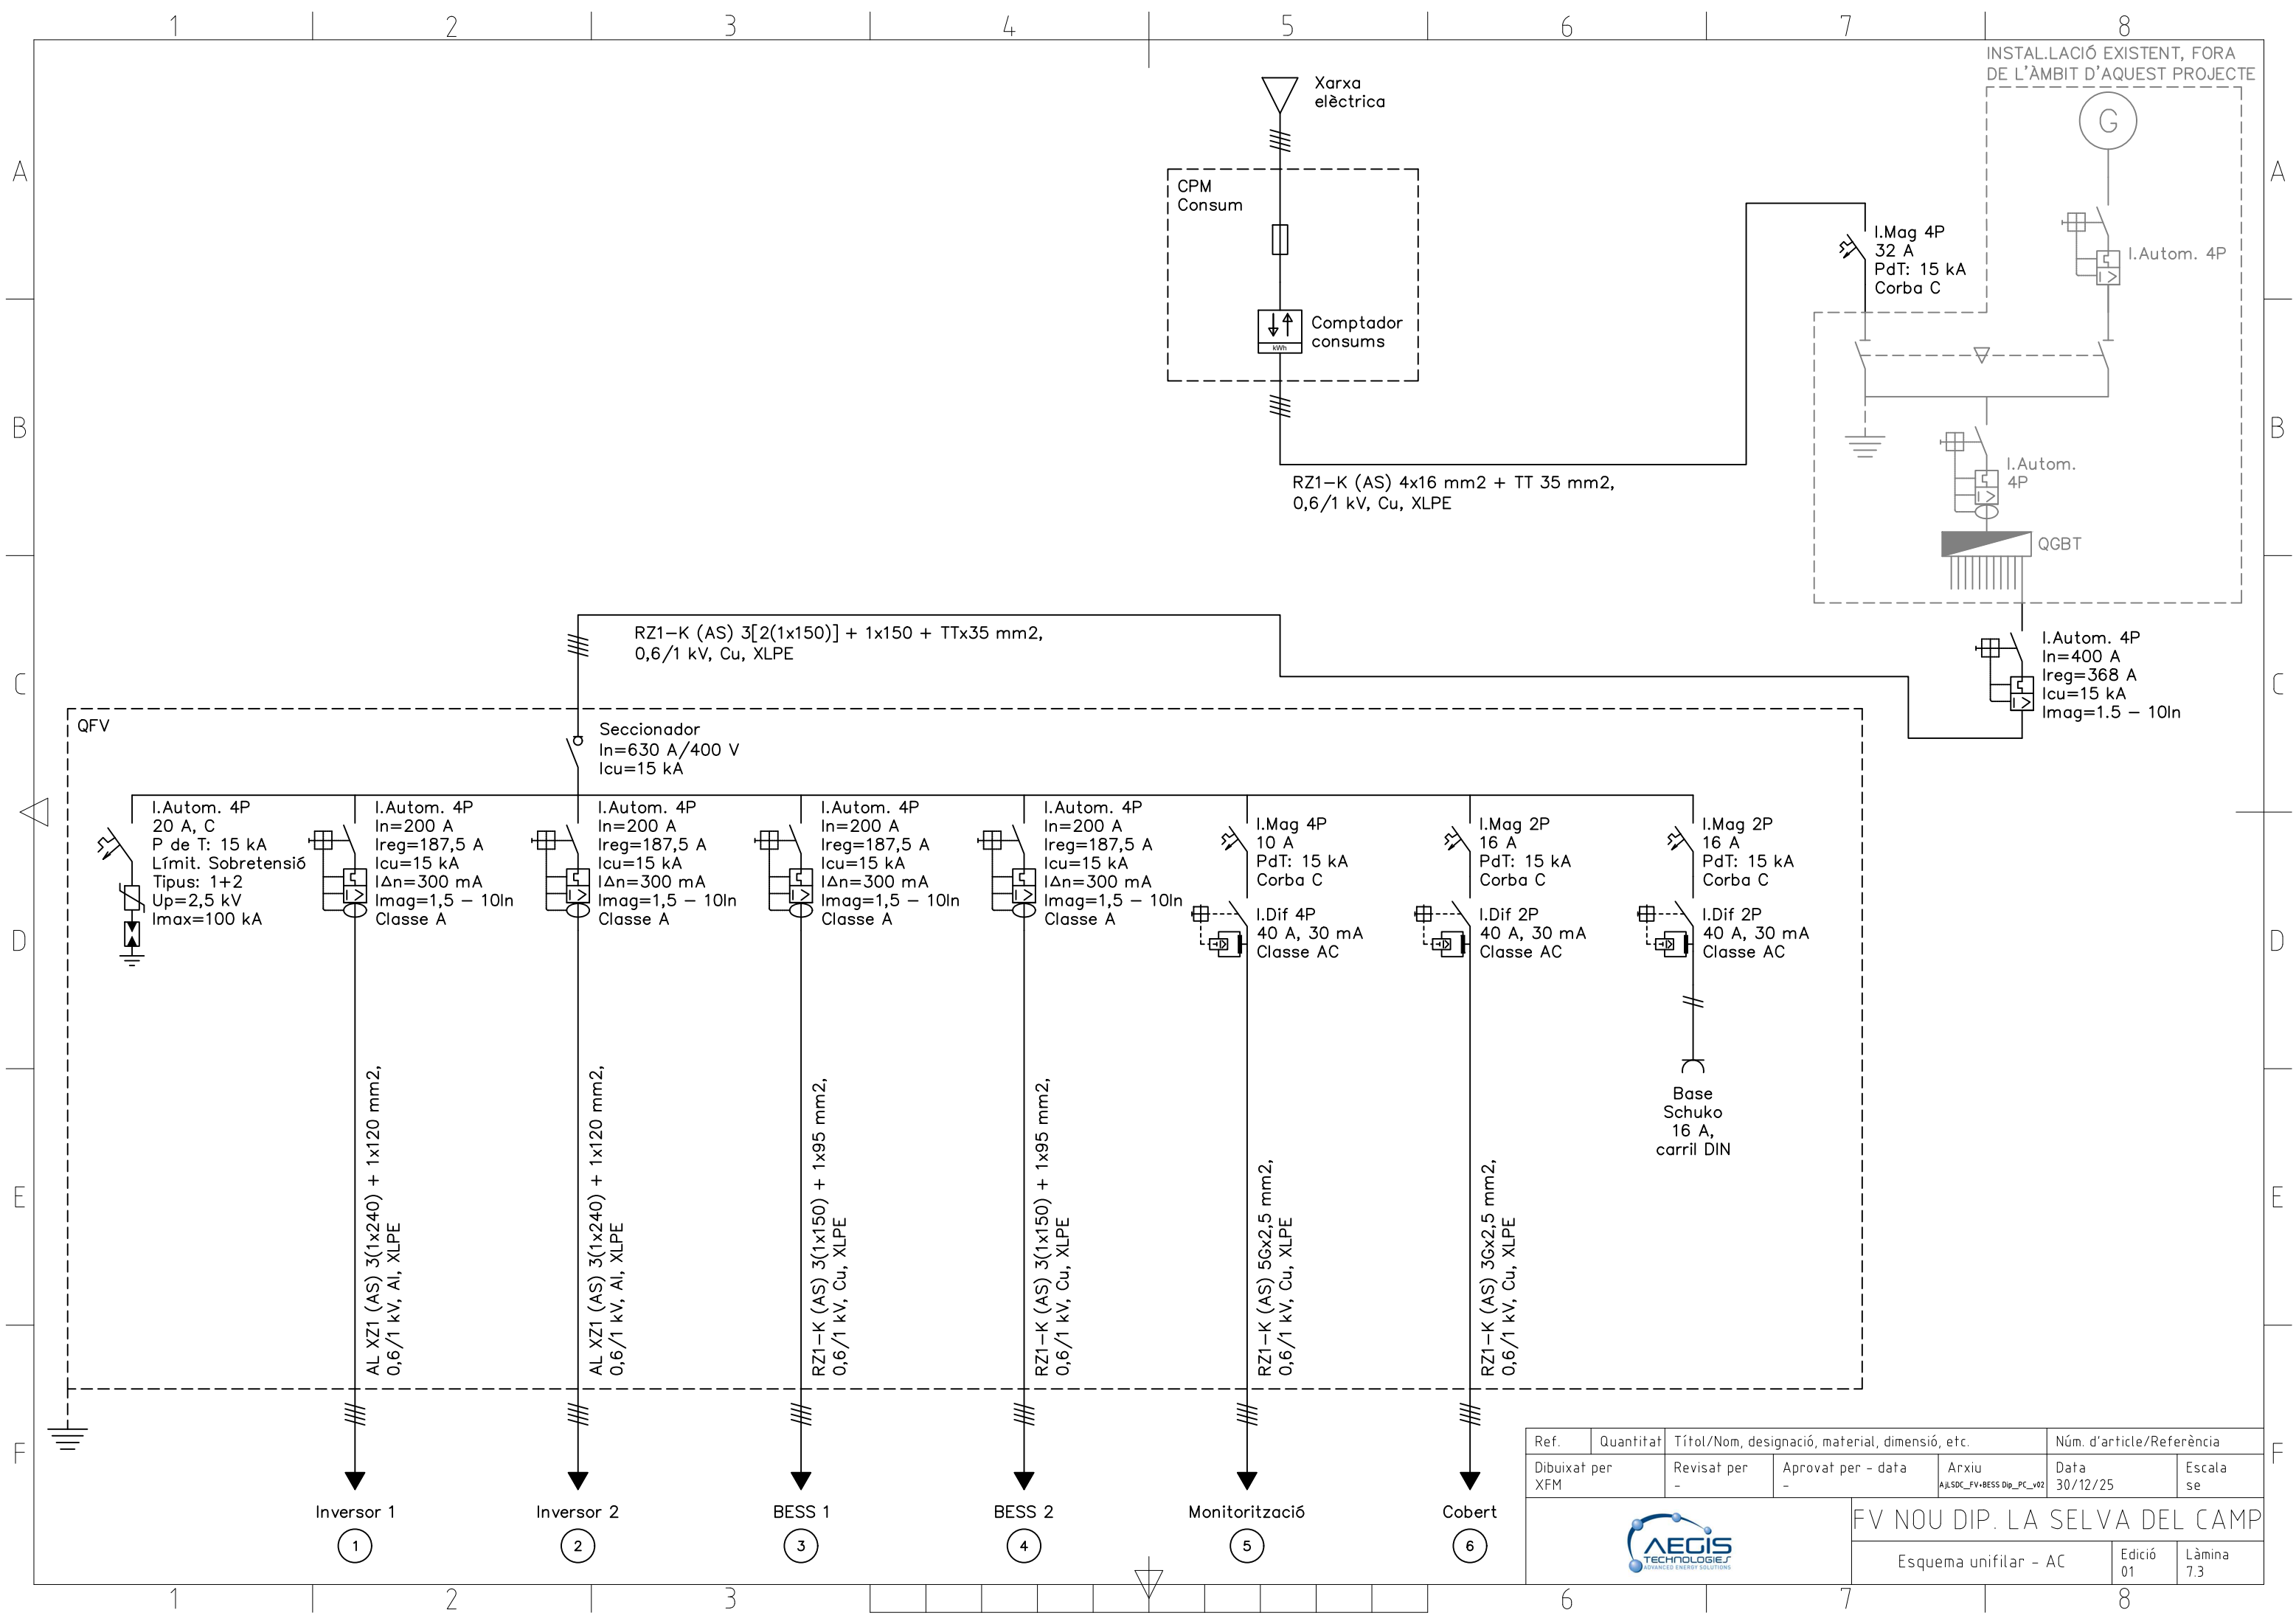 1 2 3 4 5 6 7 8
A
B
C
D
E
F
A
B
C
D
E
F
INSTAL.LACIÓ EXISTENT, FORA
DE L'ÀMBIT D'AQUEST PROJECTE
G
I.Autom. 4P
Xarxa
elèctrica
CPM
Consum
kWh
Comptador
consums
I.Mag 4P
32 A
PdT: 15 kA
Corba C
RZ1-K (AS) 4x16 mm2 + TT 35 mm2,
0,6/1 kV, Cu, XLPE
I.Autom.
4P
QGBT
I.Autom. 4P
In=400 A
Ireg=368 A
Icu=15 kA
Imag=1.5 - 10In
RZ1-K (AS) 3[2(1x150)] + 1x150 + TTx35 mm2,
0,6/1 kV, Cu, XLPE
QFV
Seccionador
In=630 A/400 V
Icu=15 kA
I.Autom. 4P
20 A, C
P de T: 15 kA
Límit. Sobretensió
Tipus: 1+2
Up=2,5 kV
Imax=100 kA
I.Autom. 4P
In=200 A
Ireg=187,5 A
Icu=15 kA
I∆n=300 mA
Imag=1,5 - 10In
Classe A
I.Autom. 4P
In=200 A
Ireg=187,5 A
Icu=15 kA
I∆n=300 mA
Imag=1,5 - 10In
Classe A
I.Autom. 4P
In=200 A
Ireg=187,5 A
Icu=15 kA
I∆n=300 mA
Imag=1,5 - 10In
Classe A
I.Autom. 4P
In=200 A
Ireg=187,5 A
Icu=15 kA
I∆n=300 mA
Imag=1,5 - 10In
Classe A
I.Mag 4P
10 A
PdT: 15 kA
Corba C
I.Dif 4P
40 A, 30 mA
Classe AC
I.Mag 2P
16 A
PdT: 15 kA
Corba C
I.Dif 2P
40 A, 30 mA
Classe AC
I.Mag 2P
16 A
PdT: 15 kA
Corba C
I.Dif 2P
40 A, 30 mA
Classe AC
Base
Schuko
16 A,
carril DIN
AL XZ1 (AS) 3(1x240) + 1x120 mm2,
0,6/1 kV, Al, XLPE
AL XZ1 (AS) 3(1x240) + 1x120 mm2,
0,6/1 kV, Al, XLPE
RZ1-K (AS) 3(1x150) + 1x95 mm2,
0,6/1 kV, Cu, XLPE
RZ1-K (AS) 3(1x150) + 1x95 mm2,
0,6/1 kV, Cu, XLPE
RZ1-K (AS) 5Gx2,5 mm2,
0,6/1 kV, Cu, XLPE
RZ1-K (AS) 3Gx2,5 mm2,
0,6/1 kV, Cu, XLPE
Inversor 1
1
Inversor 2
2
BESS 1
3
BESS 2
4
Monitorització
5
Cobert
6
Ref. Quantitat Títol/Nom, designació, material, dimensió, etc. Núm. d'article/Referència
Dibuixat per Revisat per Aprovat per - data Arxiu Data Escala
XFM - - AjLSDC_FV+BESS Dip_PC_v02 30/12/25 se
AEGIS
TECHNOLOGIES
ADVANCED ENERGY SOLUTIONS
FV NOU DIP. LA SELVA DEL CAMP
Esquema unifilar - AC
Edició
01
Làmina
7.3
1 2 3 6 7 8